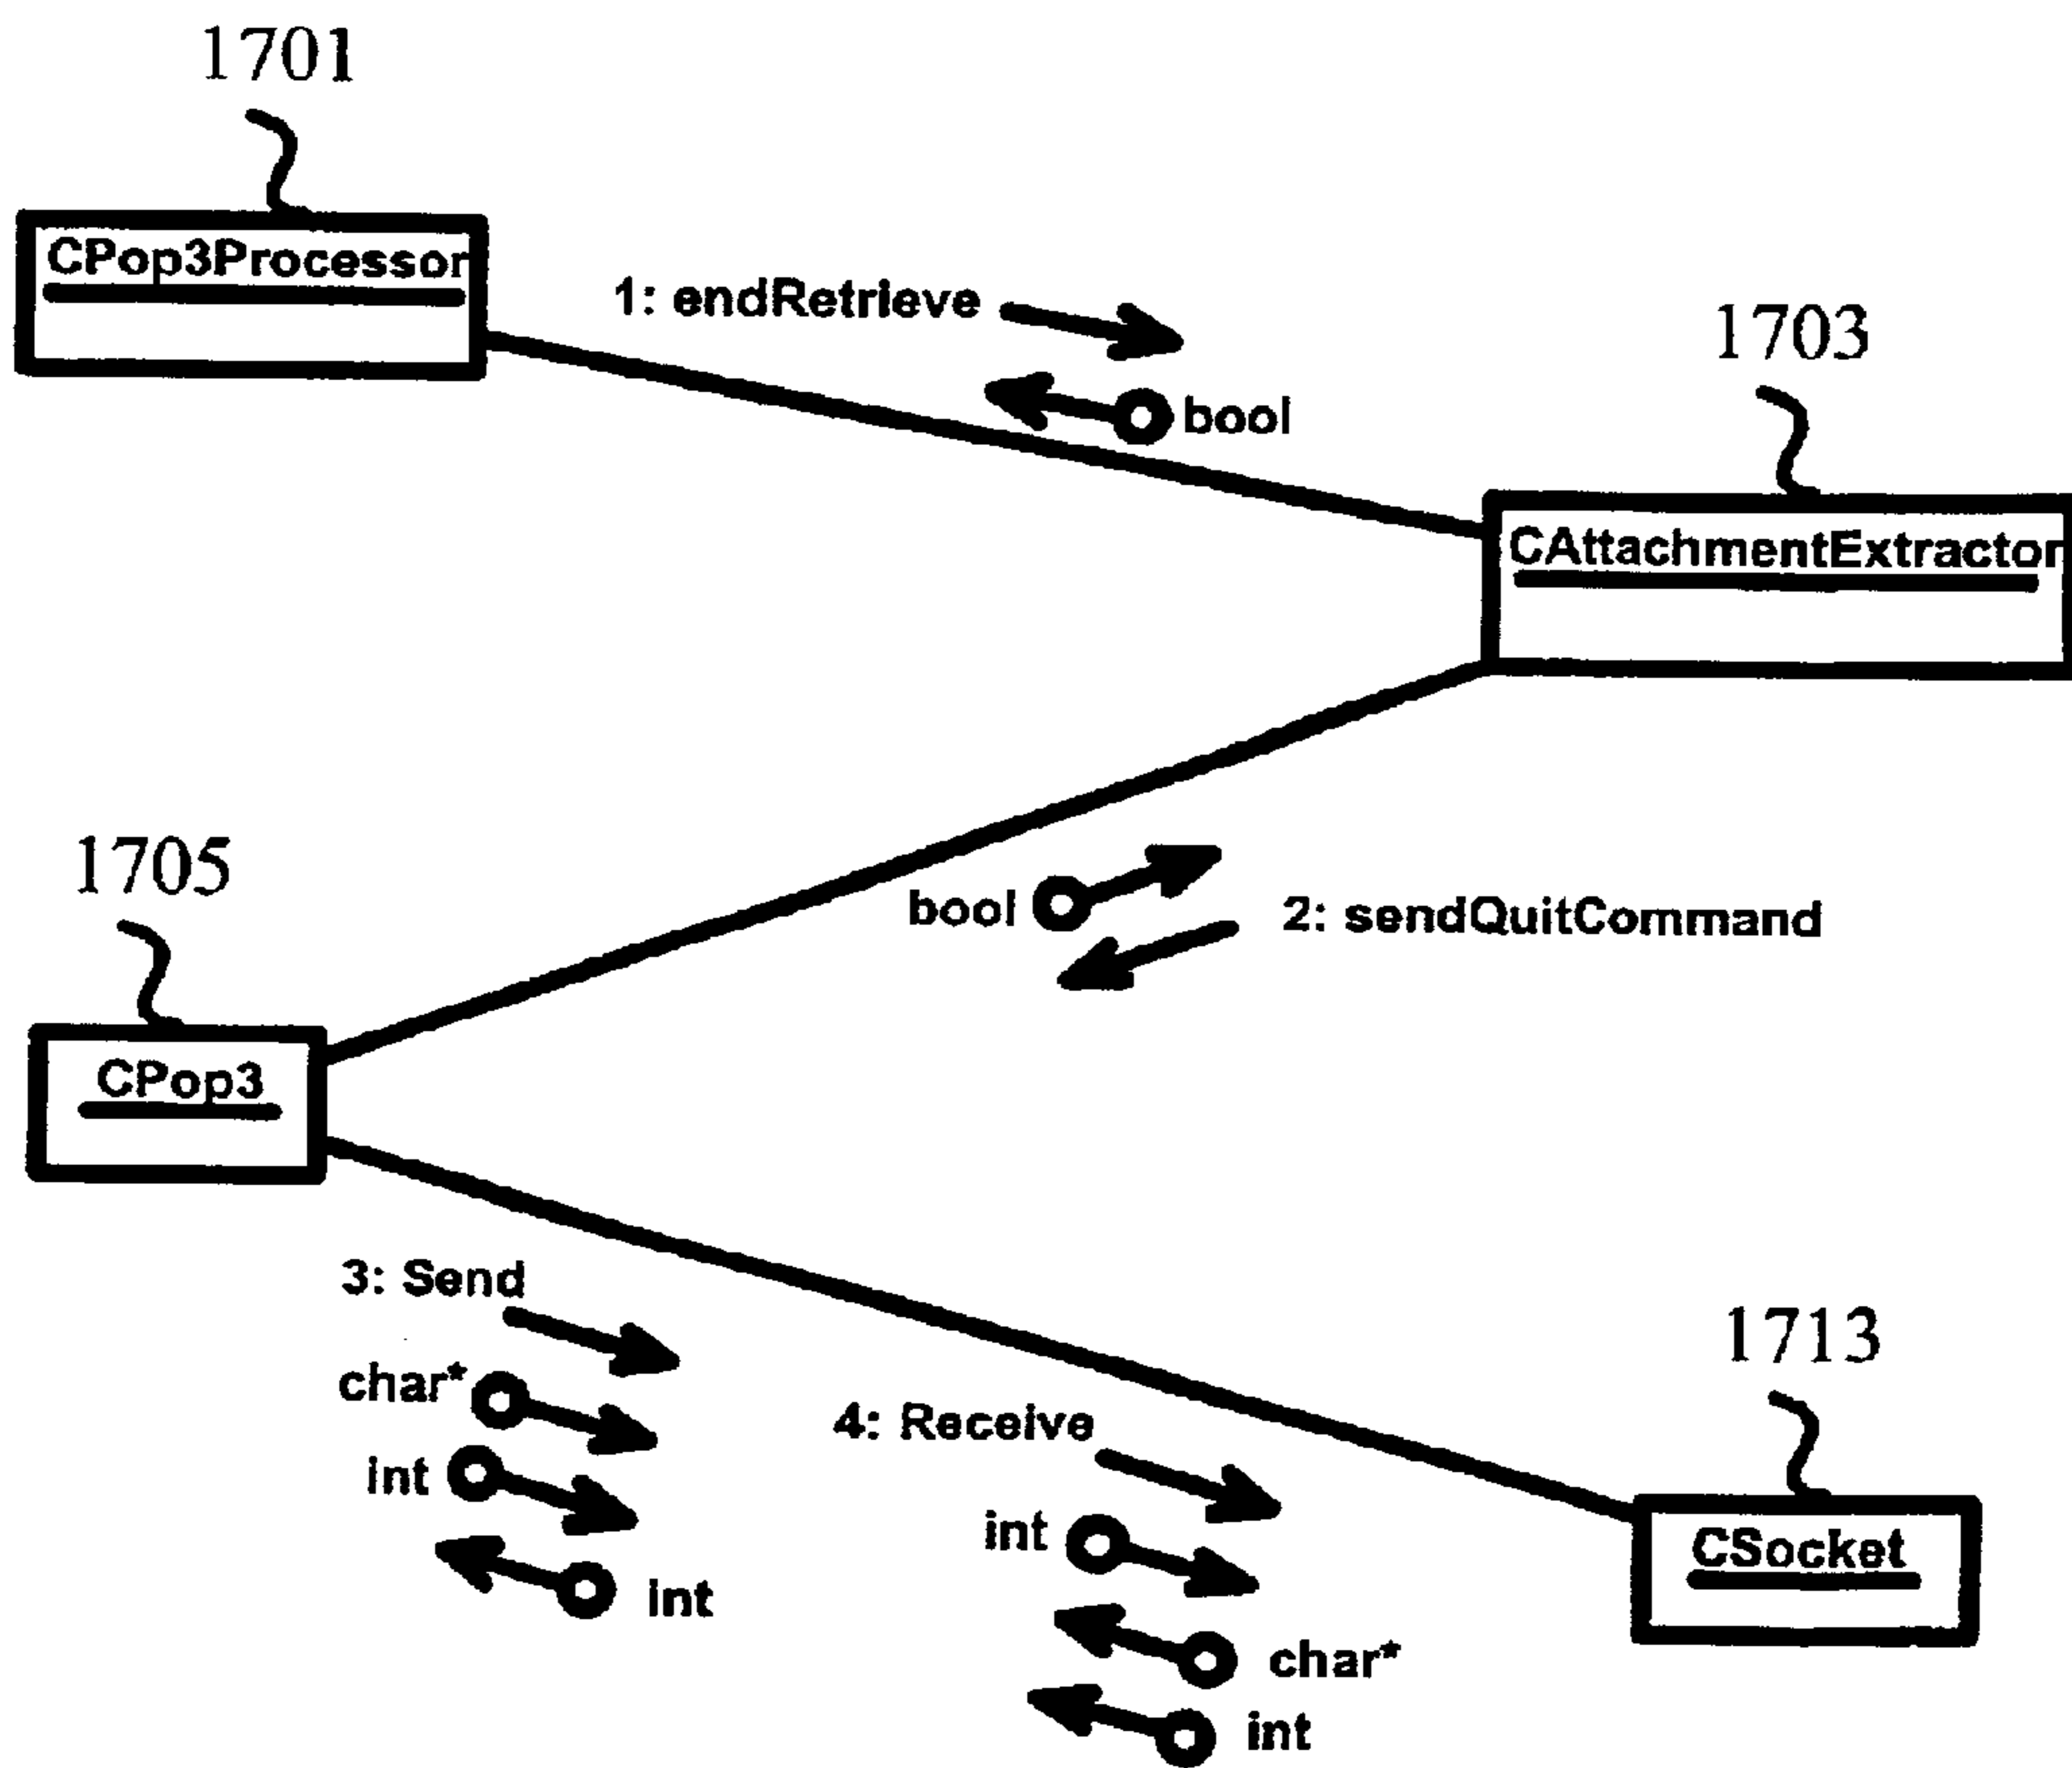 1701
CPop3Processor
1: endRetrieve
bool
1703
CAttachmentExtractor
1705
bool
2: sendQuitCommand
CPop3
3: Send
char*
int
int
4: Receive
int
char*
int
1713
CSocket